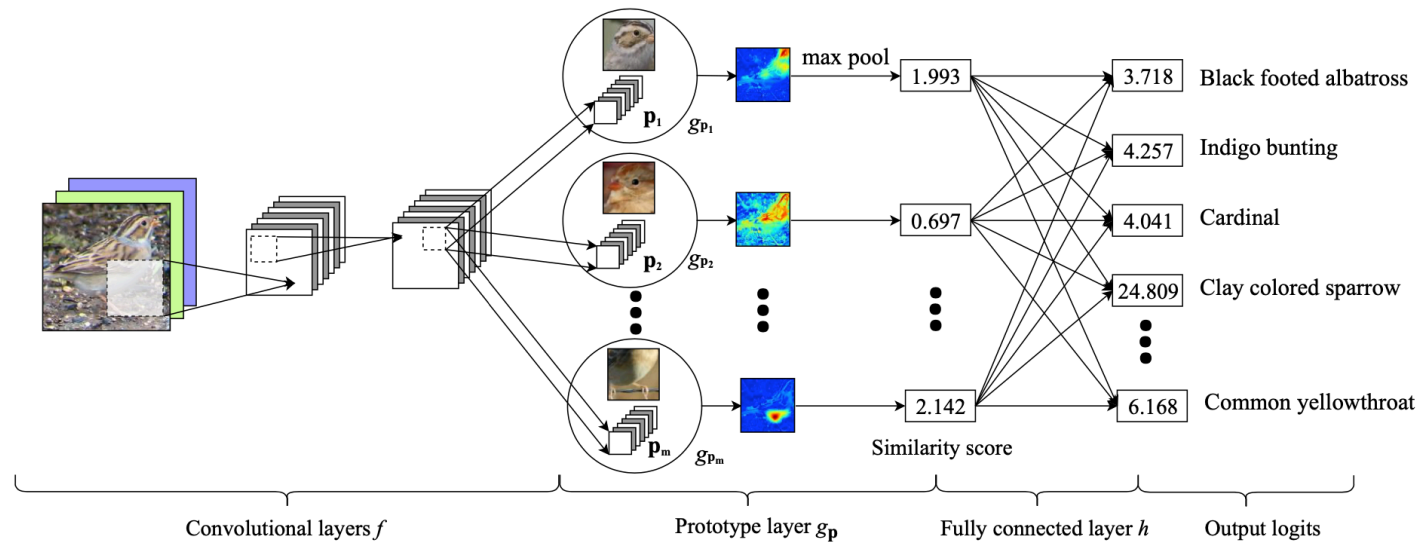 max pool
p1
gp1
1.993
3.718
Black footed albatross
4.257
Indigo bunting
p2
gp2
0.697
4.041
Cardinal
24.809
Clay colored sparrow
pm
gpm
2.142
6.168
Common yellowthroat
Similarity score
Convolutional layers f
Prototype layer gp
Fully connected layer h
Output logits